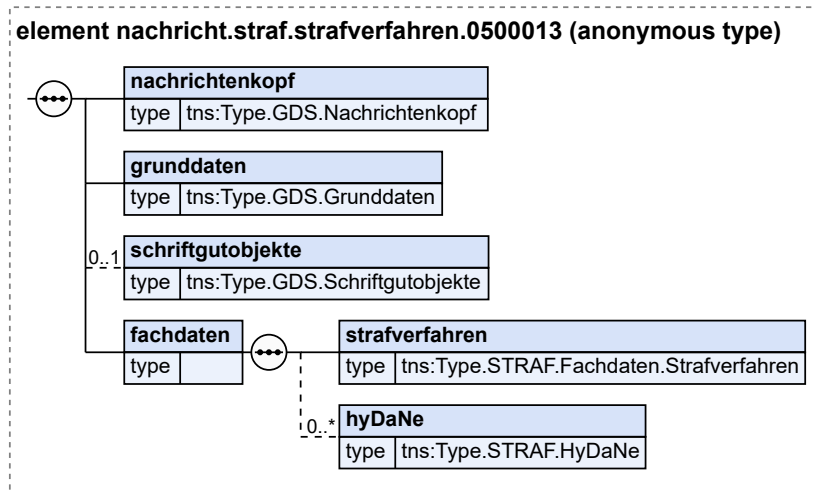 element nachricht.straf.strafverfahren.0500013 (anonymous type)
nachrichtenkopf
type tns:Type.GDS.Nachrichtenkopf
grunddaten
type tns:Type.GDS.Grunddaten
0..1
schriftgutobjekte
type tns:Type.GDS.Schriftgutobjekte
fachdaten
type
strafverfahren
type tns:Type.STRAF.Fachdaten.Strafverfahren
0..*
hyDaNe
type tns:Type.STRAF.HyDaNe